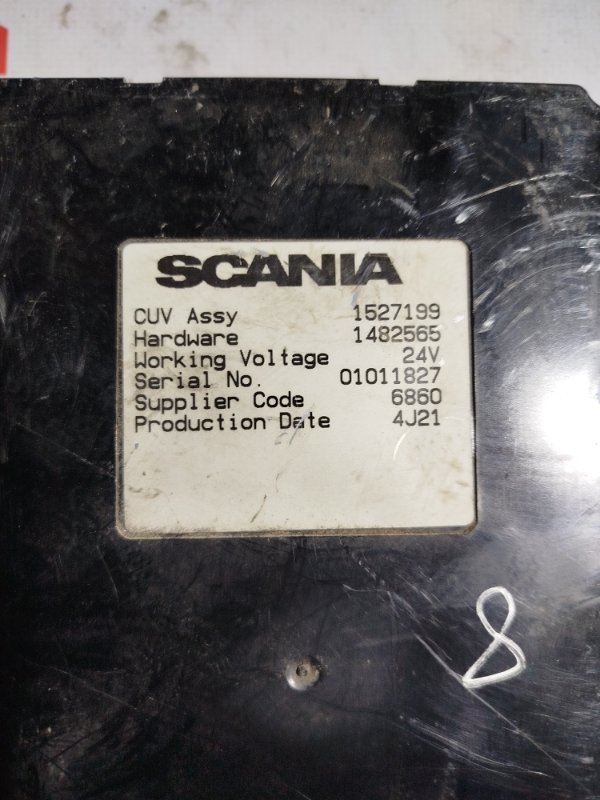 SCANIA
CUV Assy 1527199
Hardware 1482565
Working Voltage 24V
Serial No. 01011827
Supplier Code 6860
Production Date 4J21
8